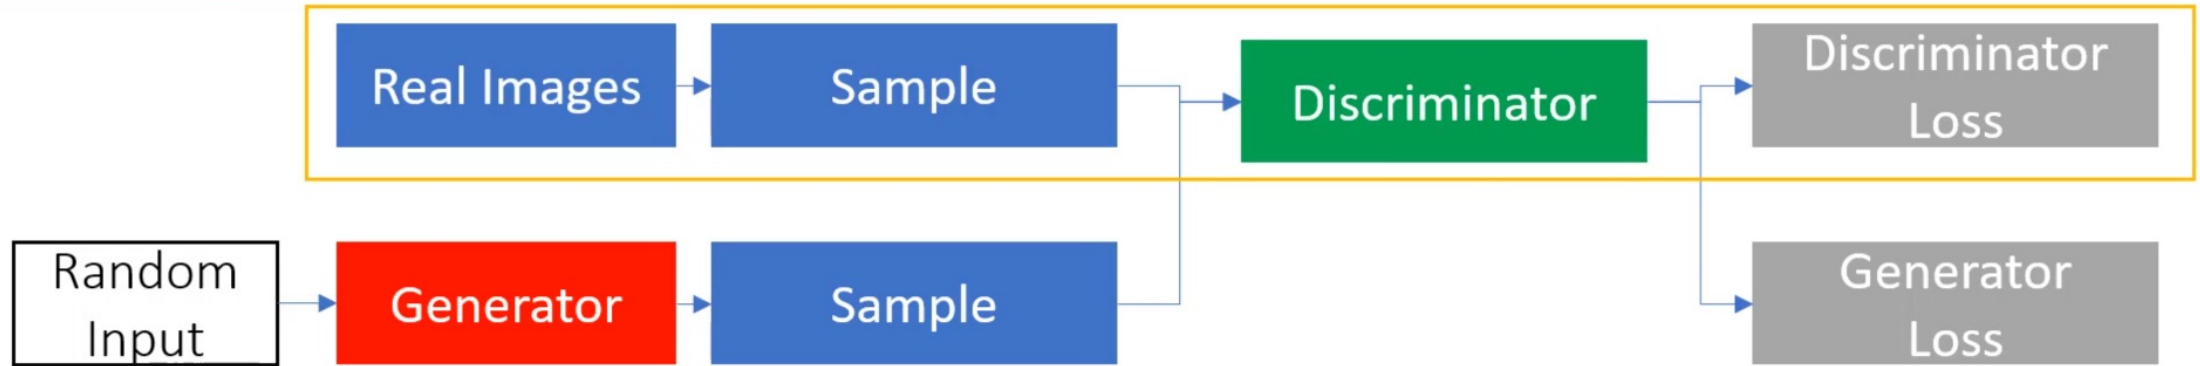 Real Images
Sample
Discriminator
Discriminator
Loss
Random
Input
Generator
Sample
Generator
Loss